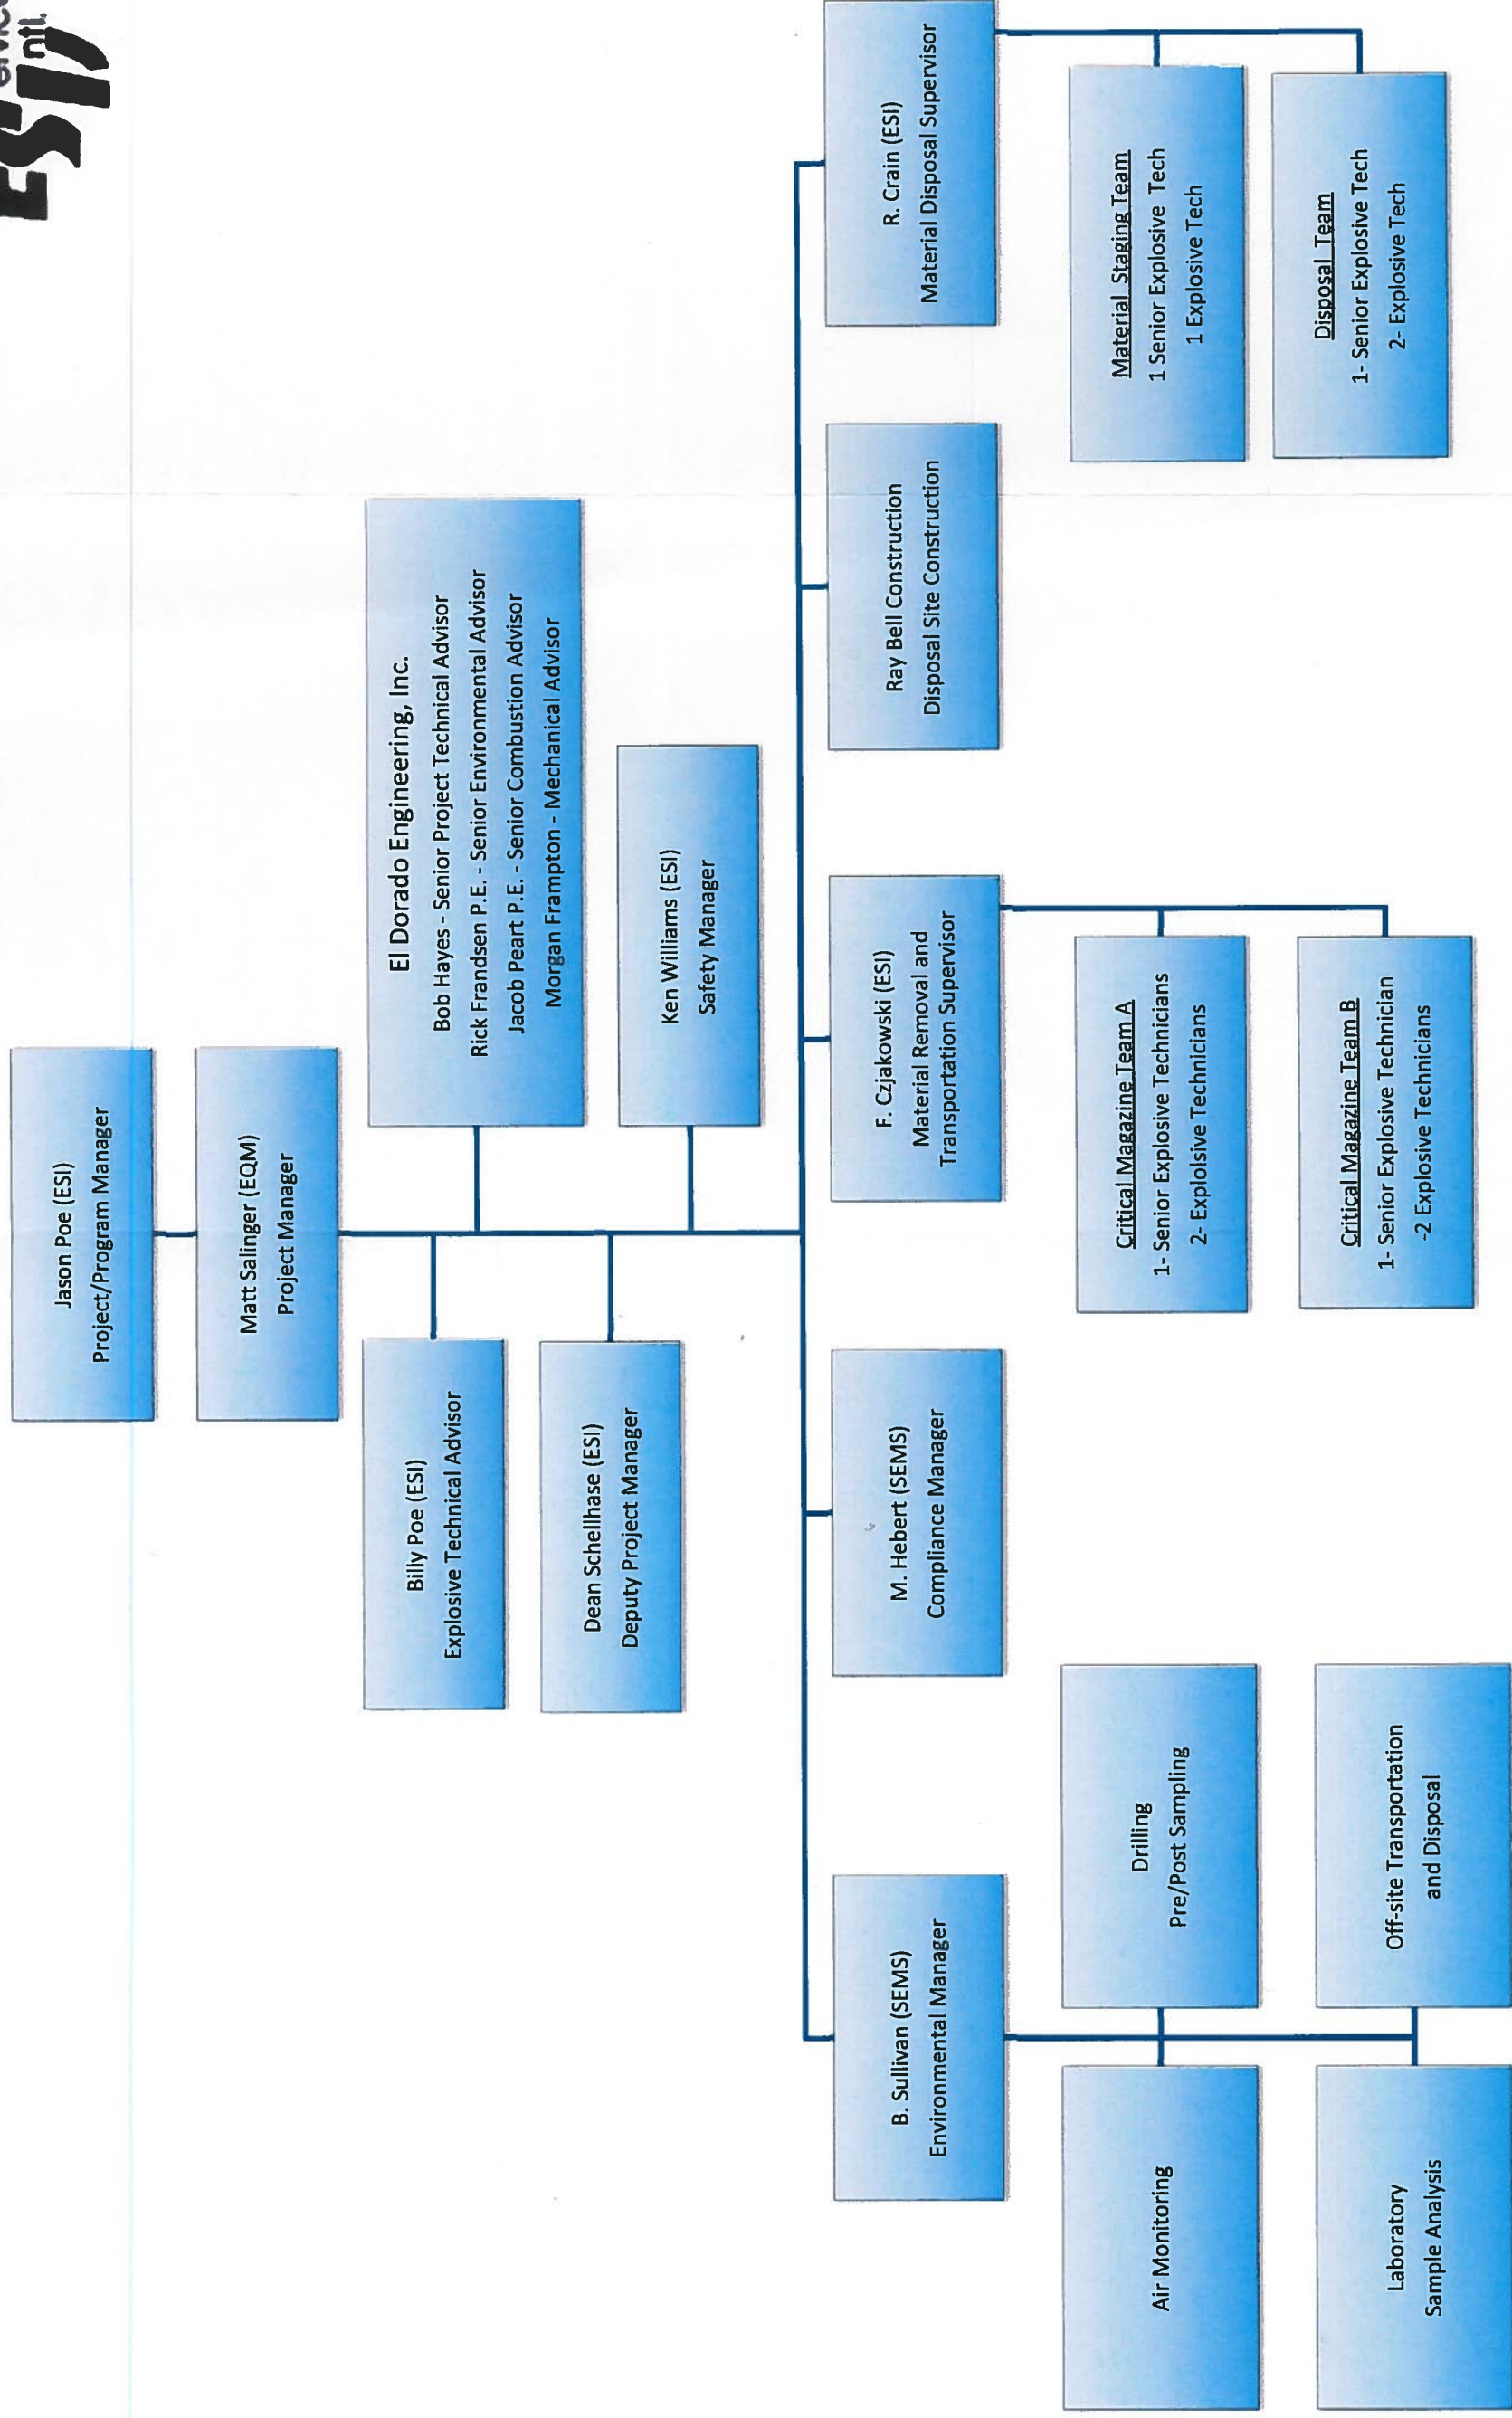 ESI
Intl.
Jason Poe (ESI)
Project/Program Manager
Matt Salinger (EQM)
Project Manager
Billy Poe (ESI)
Explosive Technical Advisor
El Dorado Engineering, Inc.
Bob Hayes - Senior Project Technical Advisor
Rick Frandsen P.E. - Senior Environmental Advisor
Jacob Peart P.E. - Senior Combustion Advisor
Morgan Frampton - Mechanical Advisor
Dean Schellhase (ESI)
Deputy Project Manager
Ken Williams (ESI)
Safety Manager
B. Sullivan (SEMS)
Environmental Manager
M. Hebert (SEMS)
Compliance Manager
F. Czjakowski (ESI)
Material Removal and
Transportation Supervisor
Ray Bell Construction
Disposal Site Construction
R. Crain (ESI)
Material Disposal Supervisor
Air Monitoring
Drilling
Pre/Post Sampling
Laboratory
Sample Analysis
Off-site Transportation
and Disposal
Critical Magazine Team A
1- Senior Explosive Technicians
2- Explolsive Technicians
Critical Magazine Team B
1- Senior Explosive Technician
-2 Explosive Technicians
Material Staging Team
1 Senior Explosive Tech
1 Explosive Tech
Disposal Team
1- Senior Explosive Tech
2- Explosive Tech